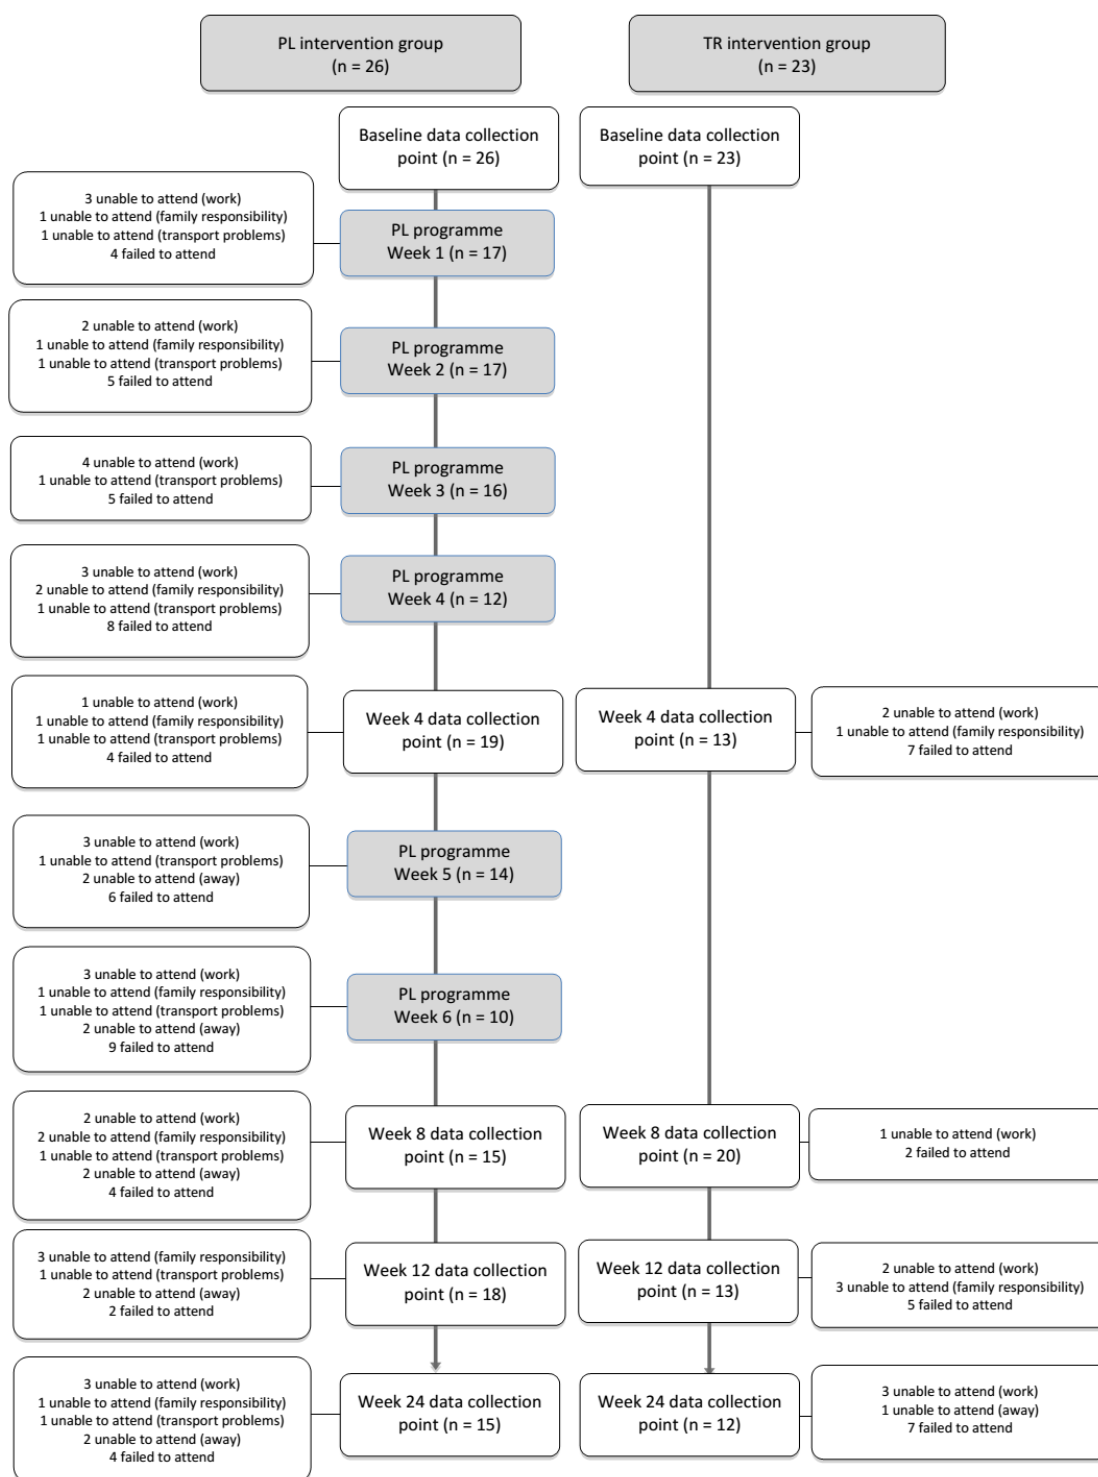 PL intervention group
(n = 26)
TR intervention group
(n = 23)
Baseline data collection
point (n = 26)
Baseline data collection
point (n = 23)
3 unable to attend (work)
1 unable to attend (family responsibility)
1 unable to attend (transport problems)
4 failed to attend
PL programme
Week 1 (n = 17)
2 unable to attend (work)
1 unable to attend (family responsibility)
1 unable to attend (transport problems)
5 failed to attend
PL programme
Week 2 (n = 17)
4 unable to attend (work)
1 unable to attend (transport problems)
5 failed to attend
PL programme
Week 3 (n = 16)
3 unable to attend (work)
2 unable to attend (family responsibility)
1 unable to attend (transport problems)
8 failed to attend
PL programme
Week 4 (n = 12)
1 unable to attend (work)
1 unable to attend (family responsibility)
1 unable to attend (transport problems)
4 failed to attend
Week 4 data collection
point (n = 19)
Week 4 data collection
point (n = 13)
2 unable to attend (work)
1 unable to attend (family responsibility)
7 failed to attend
3 unable to attend (work)
1 unable to attend (transport problems)
2 unable to attend (away)
6 failed to attend
PL programme
Week 5 (n = 14)
3 unable to attend (work)
1 unable to attend (family responsibility)
1 unable to attend (transport problems)
2 unable to attend (away)
9 failed to attend
PL programme
Week 6 (n = 10)
2 unable to attend (work)
2 unable to attend (family responsibility)
1 unable to attend (transport problems)
2 unable to attend (away)
4 failed to attend
Week 8 data collection
point (n = 15)
Week 8 data collection
point (n = 20)
1 unable to attend (work)
2 failed to attend
3 unable to attend (family responsibility)
1 unable to attend (transport problems)
2 unable to attend (away)
2 failed to attend
Week 12 data collection
point (n = 18)
Week 12 data collection
point (n = 13)
2 unable to attend (work)
3 unable to attend (family responsibility)
5 failed to attend
3 unable to attend (work)
1 unable to attend (family responsibility)
1 unable to attend (transport problems)
2 unable to attend (away)
4 failed to attend
Week 24 data collection
point (n = 15)
Week 24 data collection
point (n = 12)
3 unable to attend (work)
1 unable to attend (away)
7 failed to attend